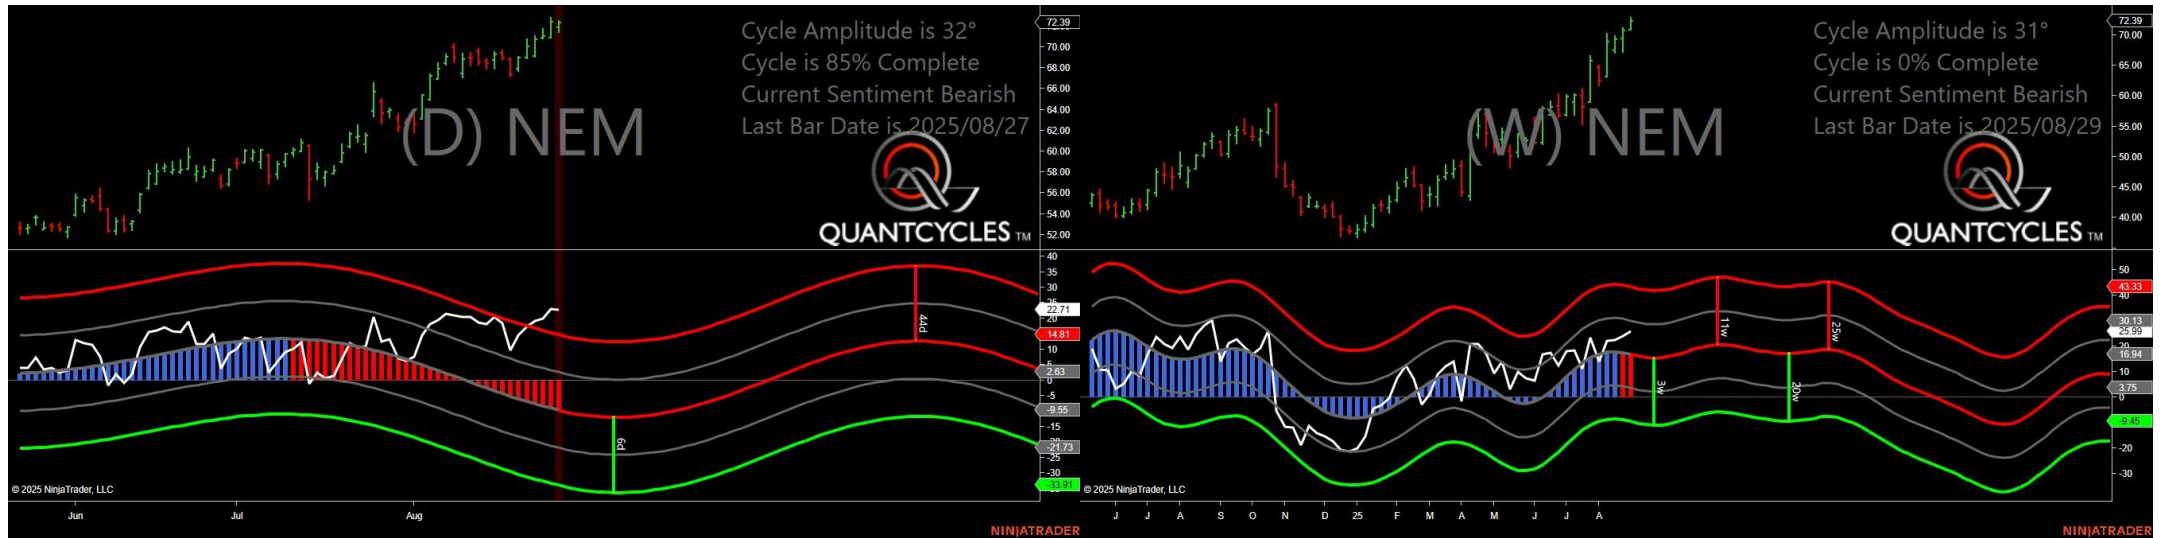 Cycle Amplitude is 32°
Cycle is 85% Complete
Current Sentiment Bearish
Last Bar Date is 2025/08/27
(D) NEM
QUANTCYCLES TM
72.39
70.00
68.00
66.00
64.00
62.00
60.00
58.00
56.00
54.00
52.00
40
35
30
22.71
20
14.81
10
5
2.63
0
-5
-9.55
-15
-21.73
-25
-30
-33.91
44d
6d
© 2025 NinjaTrader, LLC
Jun Jul Aug
NINJATRADER
Cycle Amplitude is 31°
Cycle is 0% Complete
Current Sentiment Bearish
Last Bar Date is 2025/08/29
(W) NEM
QUANTCYCLES TM
72.39
70.00
65.00
60.00
55.00
50.00
45.00
40.00
50
43.33
40
30.13
25.99
20
16.94
10
3.75
0
-9.45
-20
-30
3w
11w
20w
25w
© 2025 NinjaTrader, LLC
J J A S O N D 25 F M A M J J A
NINJATRADER